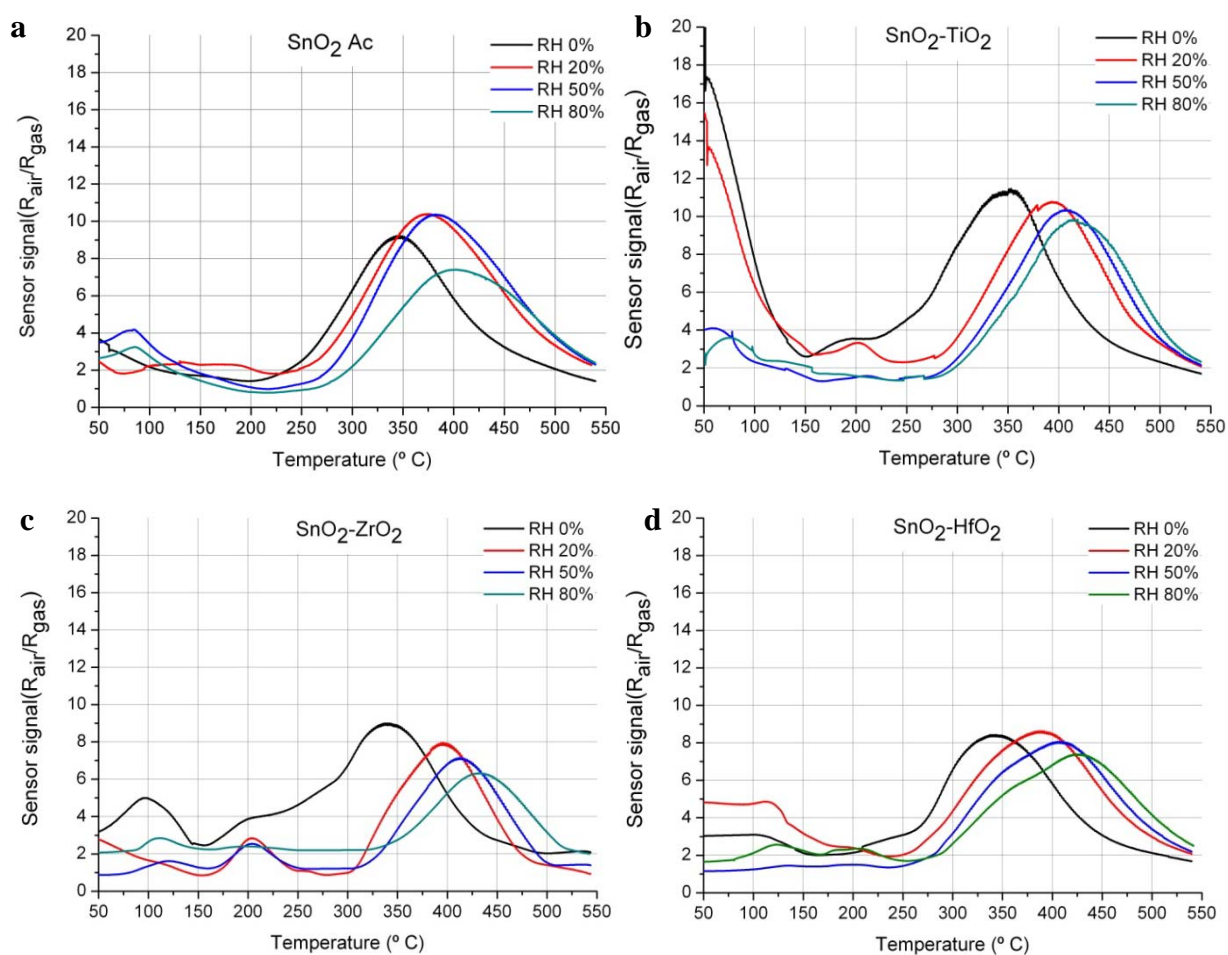 a
SnO2 Ac
RH 0%
RH 20%
RH 50%
RH 80%
Sensor signal(Rair/Rgas)
20
18
16
14
12
10
8
6
4
2
0
50 100 150 200 250 300 350 400 450 500 550
Temperature (º C)
b
SnO2-TiO2
RH 0%
RH 20%
RH 50%
RH 80%
Sensor signal(Rair/Rgas)
20
18
16
14
12
10
8
6
4
2
0
50 100 150 200 250 300 350 400 450 500 550
Temperature (º C)
c
SnO2-ZrO2
RH 0%
RH 20%
RH 50%
RH 80%
Sensor signal(Rair/Rgas)
20
18
16
14
12
10
8
6
4
2
0
50 100 150 200 250 300 350 400 450 500 550
Temperature (º C)
d
SnO2-HfO2
RH 0%
RH 20%
RH 50%
RH 80%
Sensor signal(Rair/Rgas)
20
18
16
14
12
10
8
6
4
2
0
50 100 150 200 250 300 350 400 450 500 550
Temperature (º C)